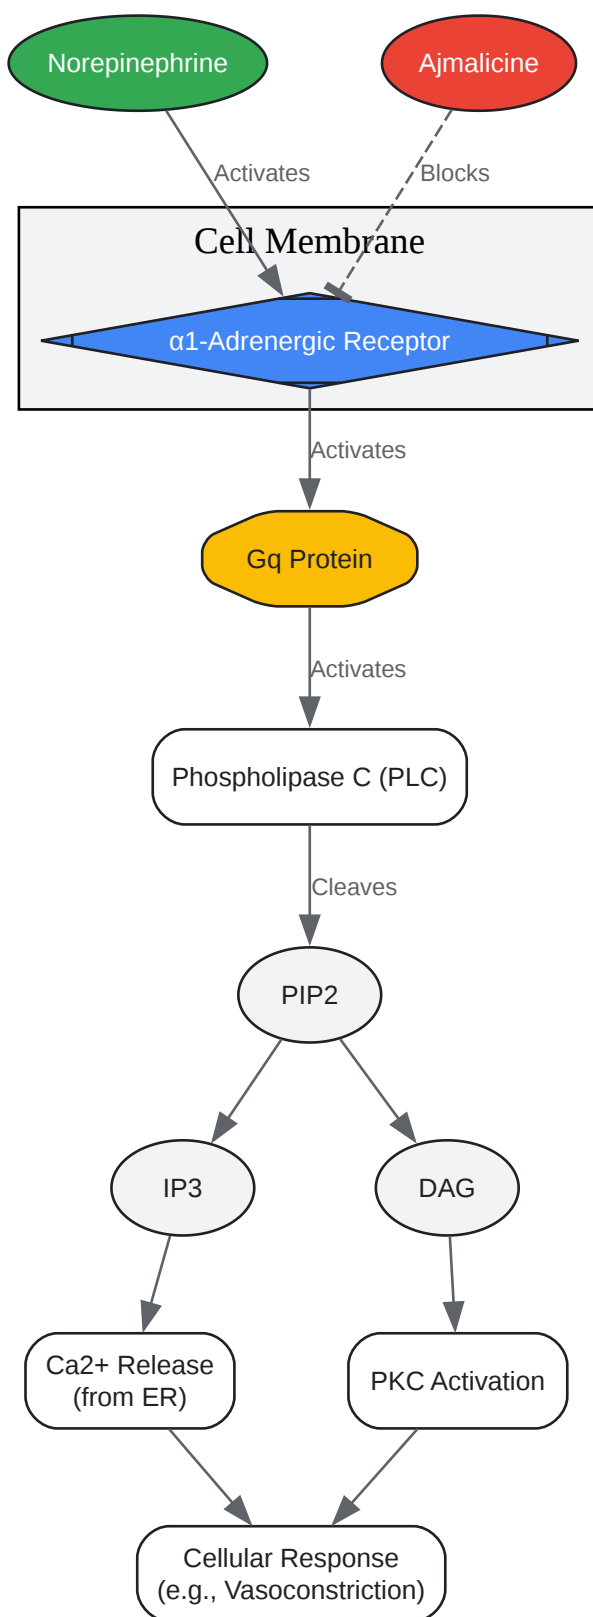 Norepinephrine
Ajmalicine
Activates
Blocks
Cell Membrane
α1-Adrenergic Receptor
Activates
Gq Protein
Activates
Phospholipase C (PLC)
Cleaves
PIP2
IP3
DAG
Ca2+ Release
(from ER)
PKC Activation
Cellular Response
(e.g., Vasoconstriction)